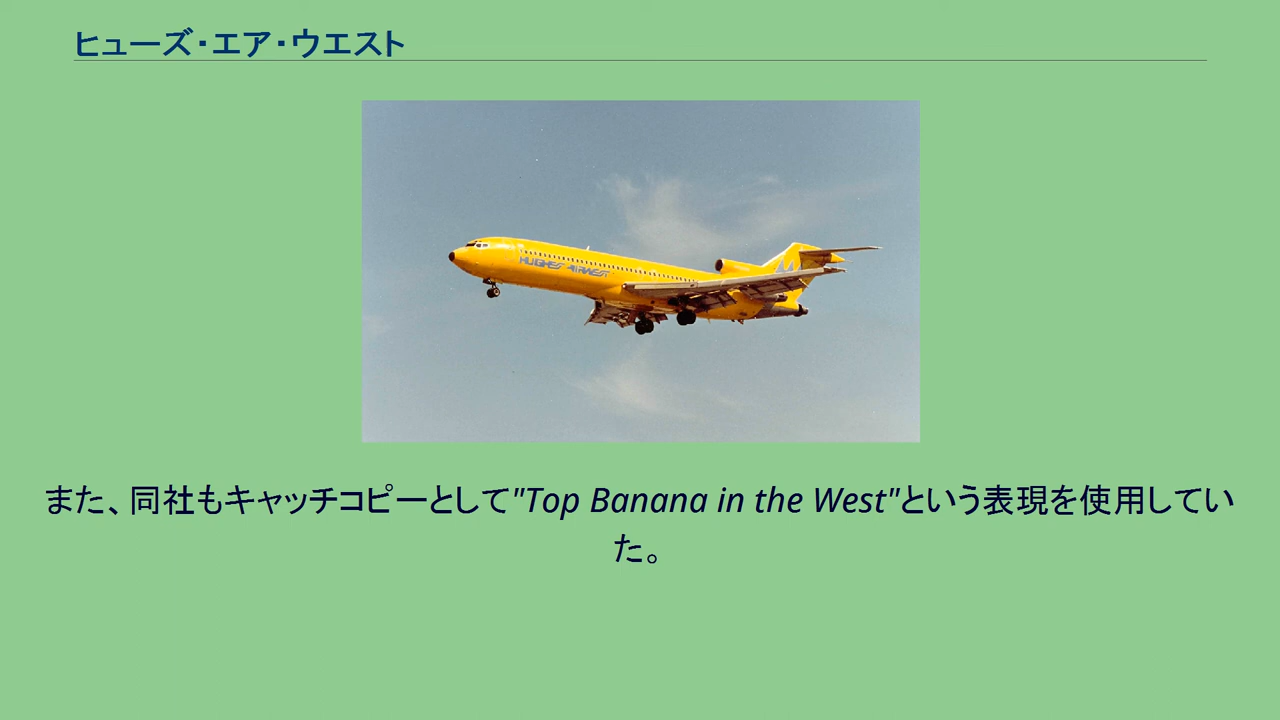 ヒューズ・エア・ウエスト
HUGHES AIRWEST
また、同社もキャッチコピーとして"Top Banana in the West"という表現を使用してい
た。